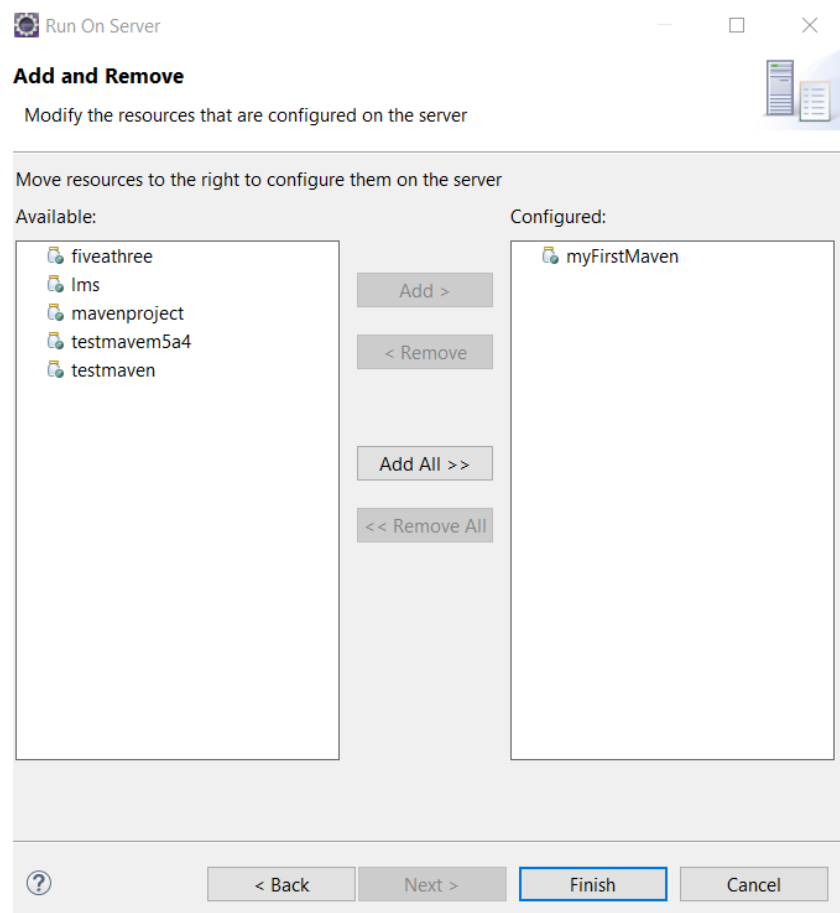 Run On Server
Add and Remove
Modify the resources that are configured on the server
Move resources to the right to configure them on the server
Available:
fiveathree
lms
mavenproject
testmavem5a4
testmaven
Add >
< Remove
Add All >>
<< Remove All
Configured:
myFirstMaven
?
< Back
Next >
Finish
Cancel